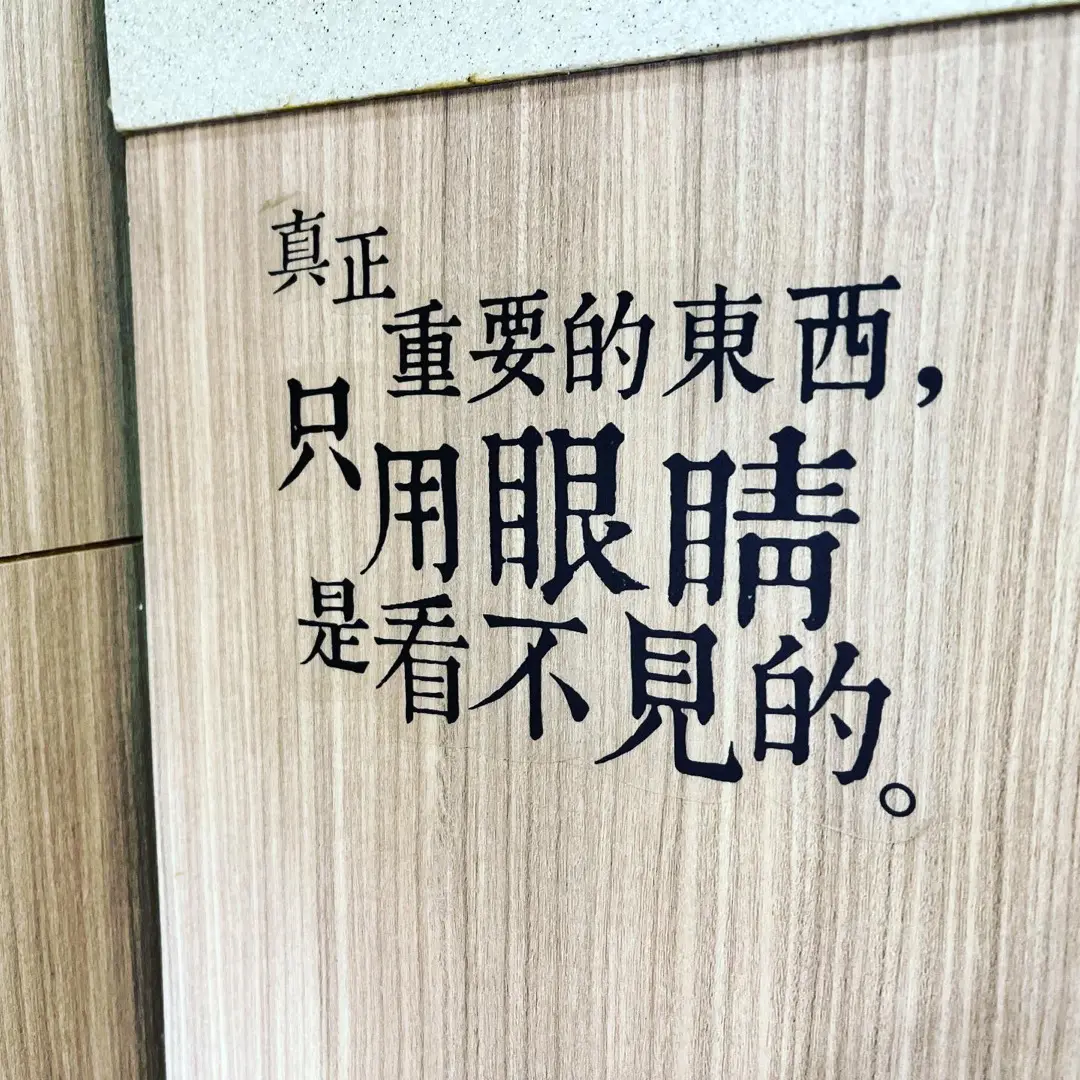 真正
重要的東西，
只用眼睛
是看不見的。